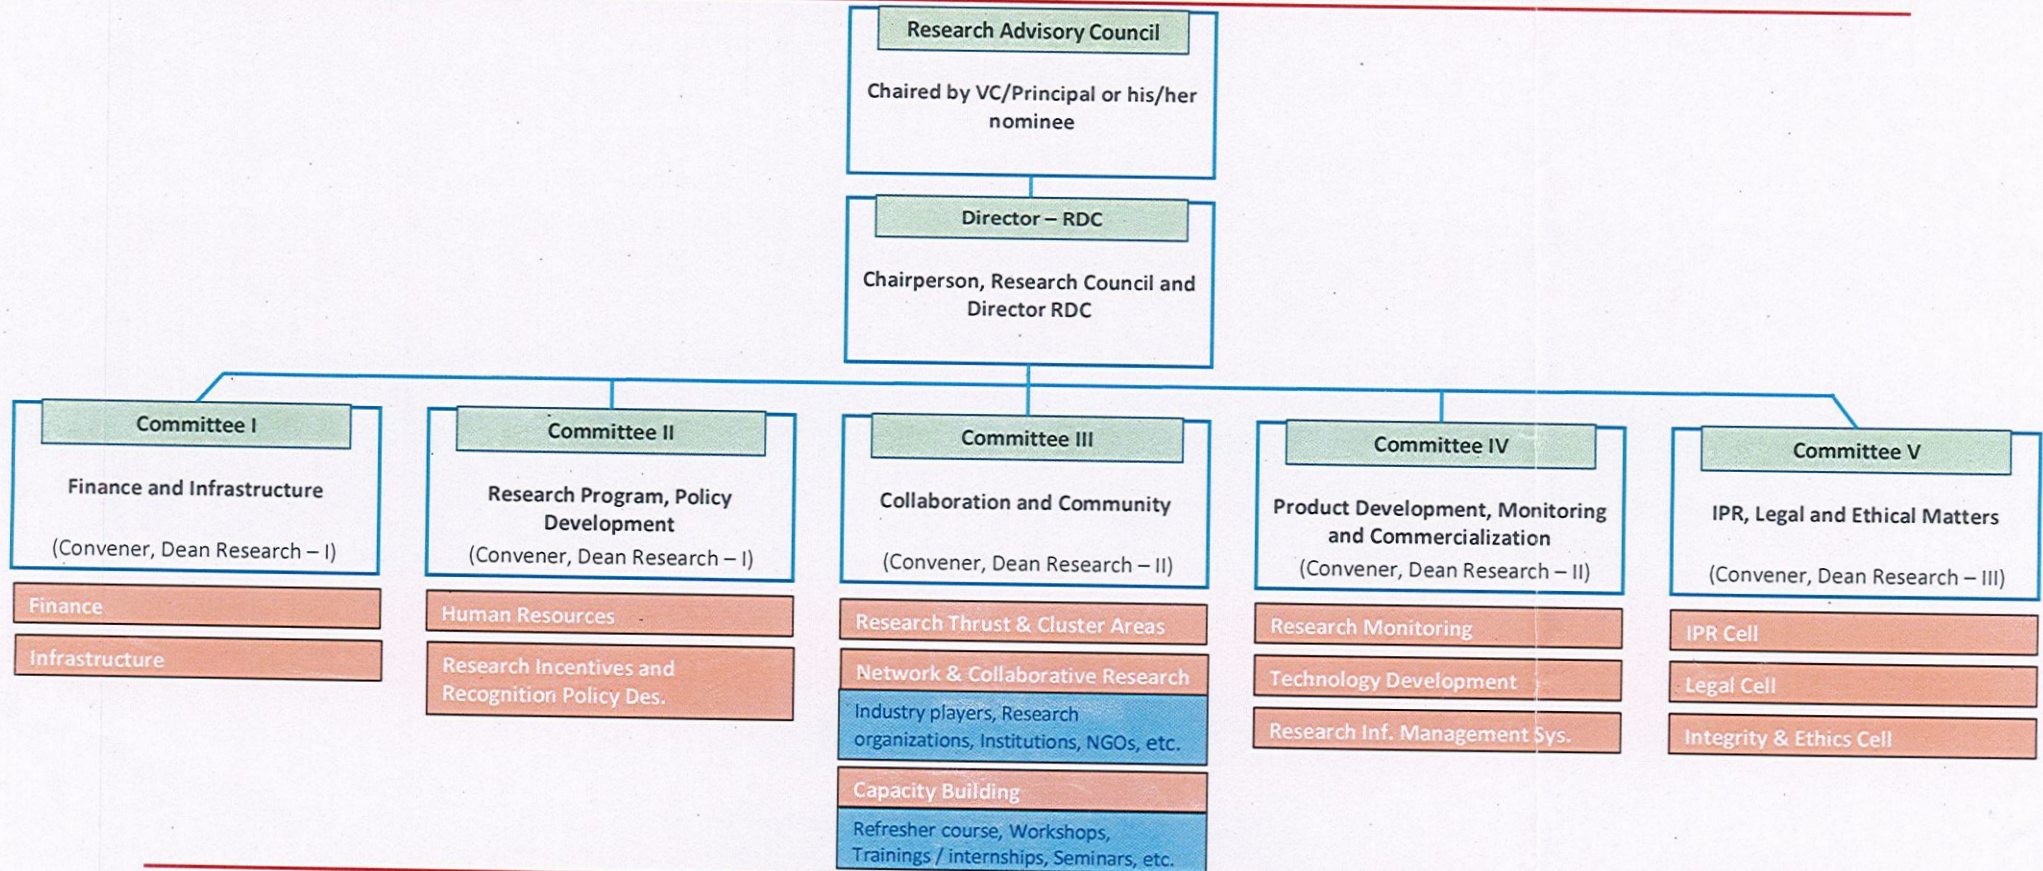 Research Advisory Council
Chaired by VC/Principal or his/her
nominee
Director – RDC
Chairperson, Research Council and
Director RDC
Committee I
Finance and Infrastructure
(Convener, Dean Research – I)
Finance
Infrastructure
Committee II
Research Program, Policy
Development
(Convener, Dean Research – I)
Human Resources
Research Incentives and
Recognition Policy Des.
Committee III
Collaboration and Community
(Convener, Dean Research – II)
Research Thrust & Cluster Areas
Network & Collaborative Research
Industry players, Research
organizations, Institutions, NGOs, etc.
Capacity Building
Refresher course, Workshops,
Trainings / internships, Seminars, etc.
Committee IV
Product Development, Monitoring
and Commercialization
(Convener, Dean Research – II)
Research Monitoring
Technology Development
Research Inf. Management Sys.
Committee V
IPR, Legal and Ethical Matters
(Convener, Dean Research – III)
IPR Cell
Legal Cell
Integrity & Ethics Cell